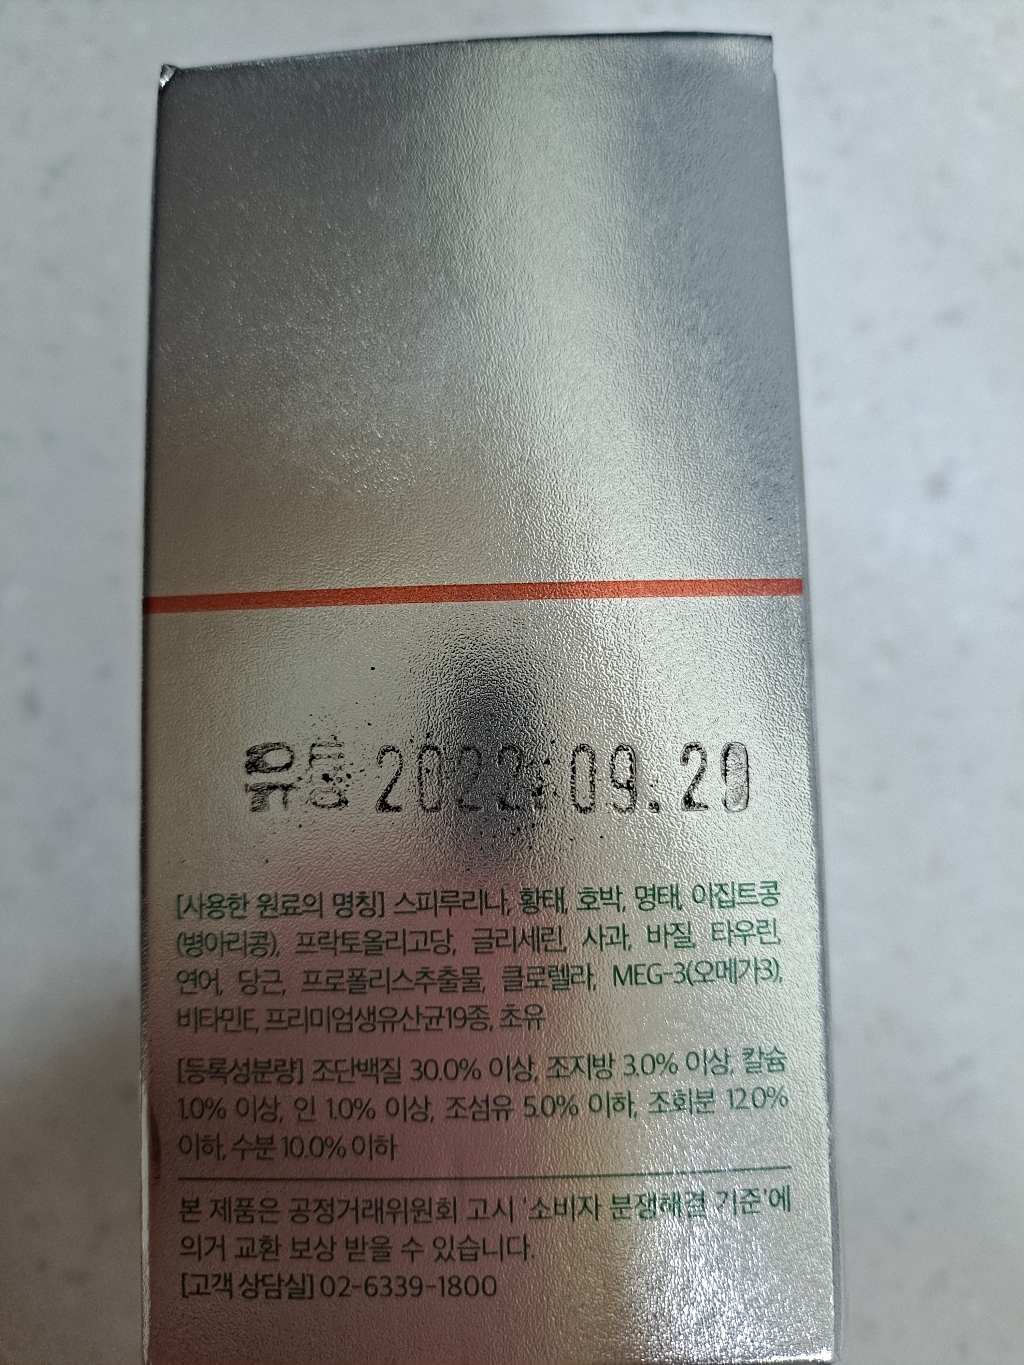 유통 2022.09.29
[사용한 원료의 명칭] 스피루리나, 황태, 호박, 명태, 이집트콩
(병아리콩), 프락토올리고당, 글리세린, 사과, 바질, 타우린,
연어, 당근, 프로폴리스추출물, 클로렐라, MEG-3(오메가3),
비타민E, 프리미엄생유산균19종, 초유
[등록성분량] 조단백질 30.0% 이상, 조지방 3.0% 이상, 칼슘
1.0% 이상, 인 1.0% 이상, 조섬유 5.0% 이하, 조회분 12.0%
이하, 수분 10.0% 이하
본 제품은 공정거래위원회 고시 '소비자 분쟁해결 기준'에
의거 교환 보상 받을 수 있습니다.
[고객 상담실] 02-6339-1800